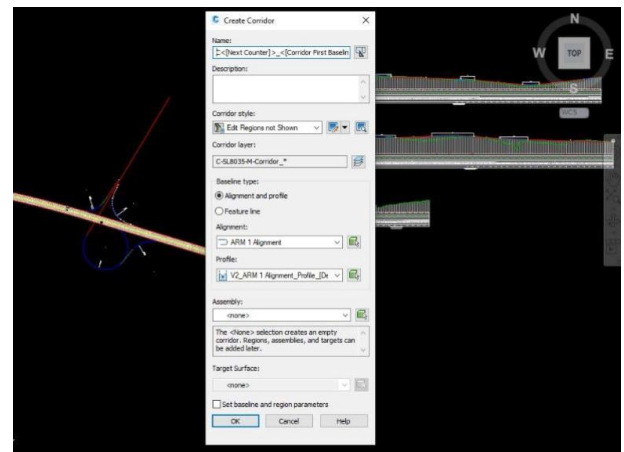 Create Corridor
Name:
<[Next Counter]>_<[Corridor First Baselin
Description:
Corridor style:
Edit Regions not Shown
Corridor layer:
C-SL8035-M-Corridor_*
Baseline type:
Alignment and profile
Feature line
Alignment:
ARM 1 Alignment
Profile:
V2_ARM 1 Alignment_Profile_[De
Assembly:
<none>
The <None> selection creates an empty
corridor. Regions, assemblies, and targets can
be added later.
Target Surface:
<none>
Set baseline and region parameters
OK
Cancel
Help
N
W
TOP
E
S
WCS